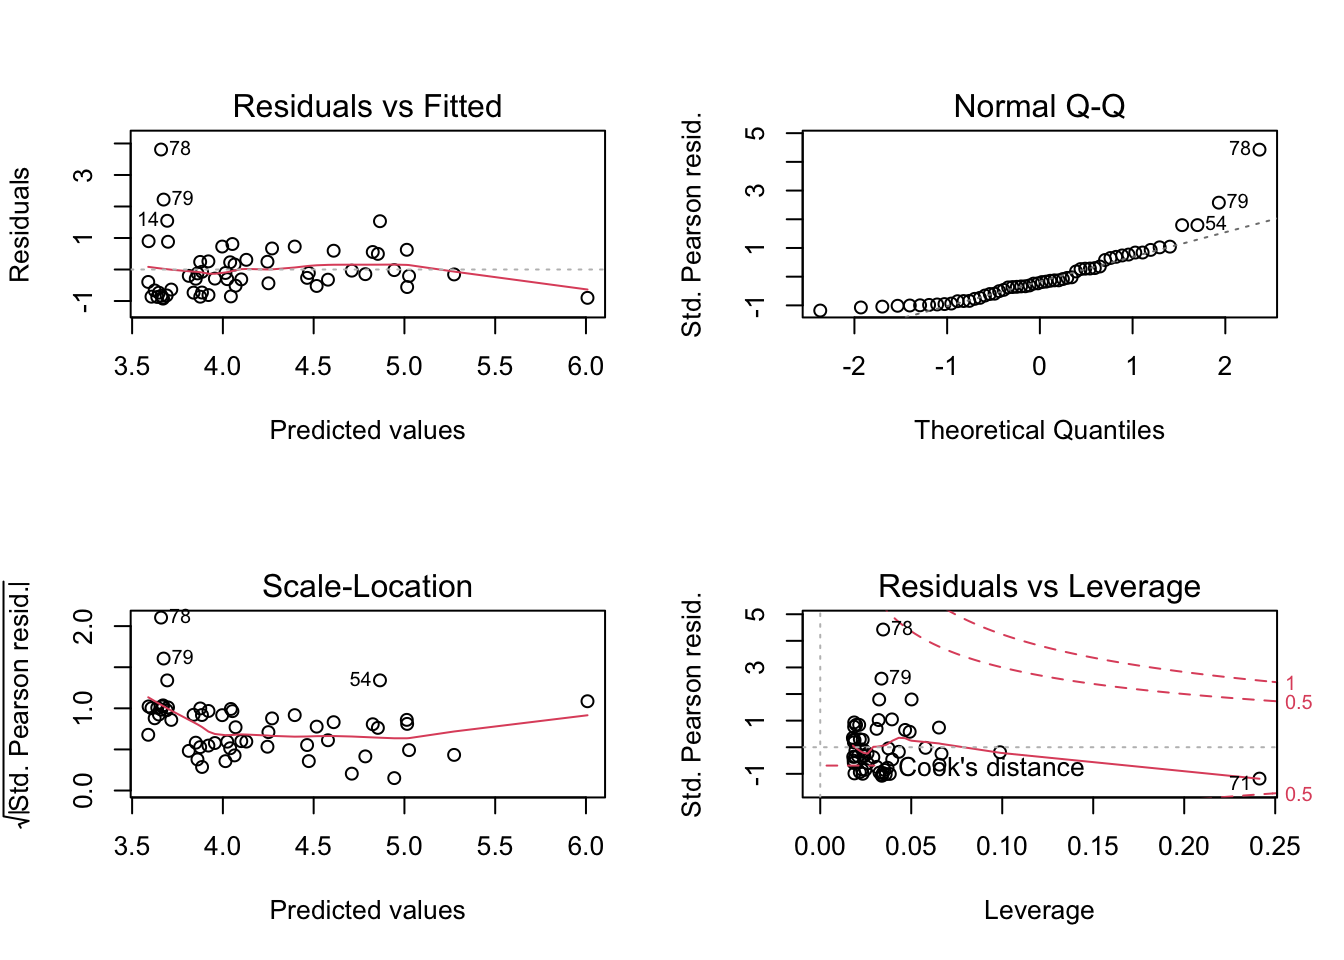 Residuals vs Fitted
Residuals
3
1
-1
78
79
14
3.5 4.0 4.5 5.0 5.5 6.0
Predicted values
Normal Q-Q
Std. Pearson resid.
5
3
1
-1
78
79
54
-2 -1 0 1 2
Theoretical Quantiles
Scale-Location
√|Std. Pearson resid.|
2.0
1.0
0.0
78
79
54
3.5 4.0 4.5 5.0 5.5 6.0
Predicted values
Residuals vs Leverage
Std. Pearson resid.
5
3
1
-1
78
79
71
Cook's distance
1
0.5
0.5
0.00 0.05 0.10 0.15 0.20 0.25
Leverage